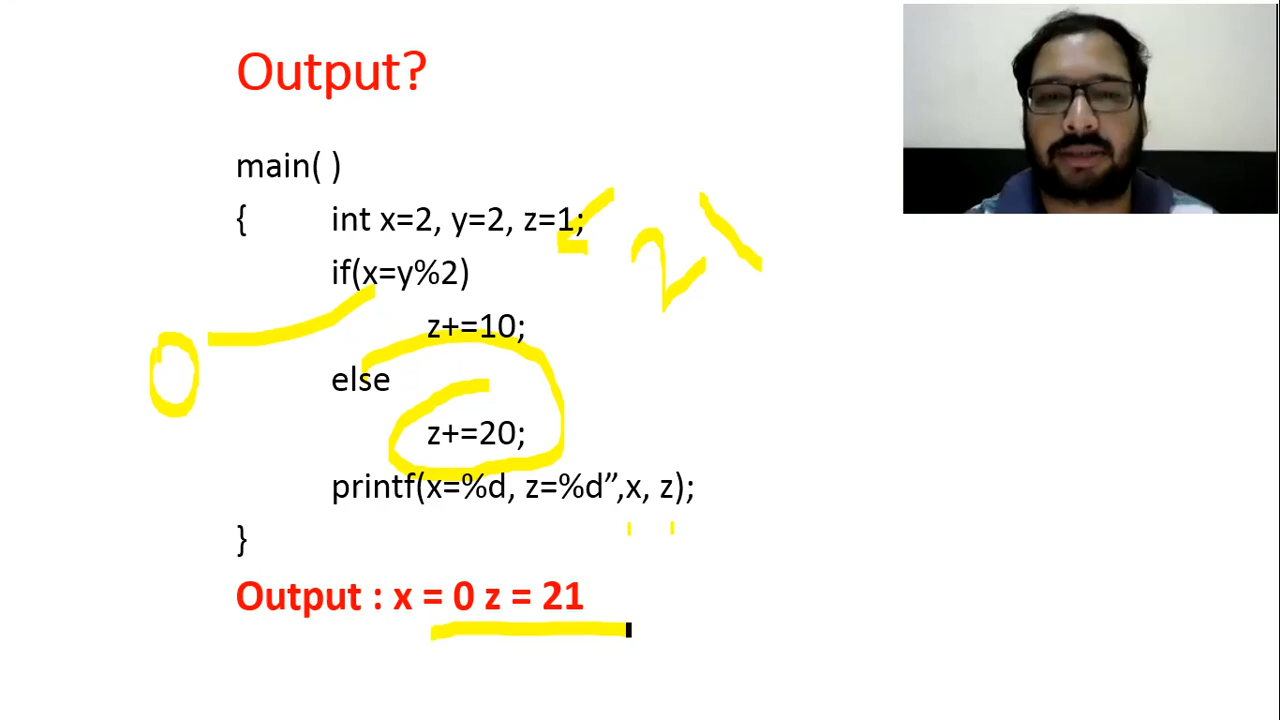 Output?
main( )
{ int x=2, y=2, z=1;
21
if(x=y%2)
z+=10;
0
else
z+=20;
printf(x=%d, z=%d”,x, z);
}
Output : x = 0 z = 21